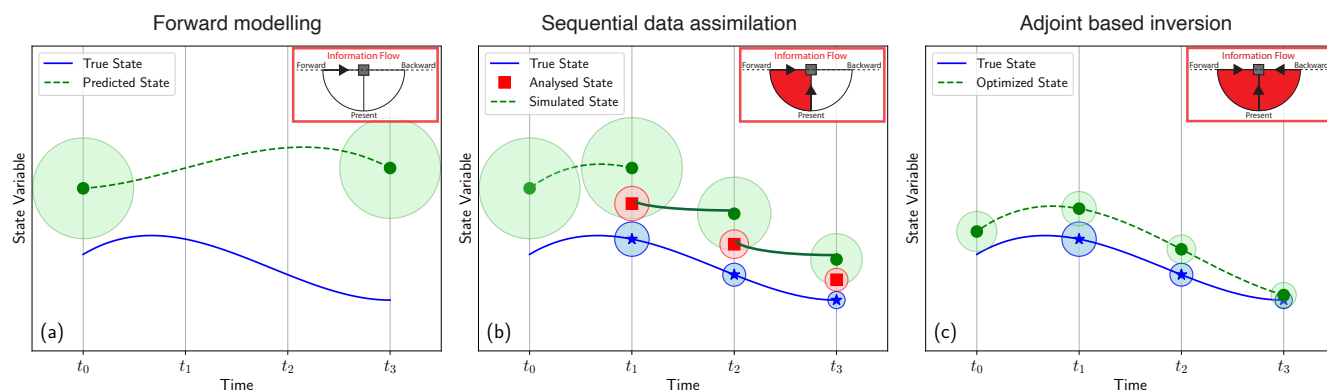 Forward modelling
Sequential data assimilation
Adjoint based inversion
State Variable
True State
Predicted State
Information Flow
Forward
Backward
Present
(a)
t0
t1
t2
t3
Time
State Variable
True State
Analysed State
Simulated State
Information Flow
Forward
Backward
Present
(b)
t0
t1
t2
t3
Time
State Variable
True State
Optimized State
Information Flow
Forward
Backward
Present
(c)
t0
t1
t2
t3
Time